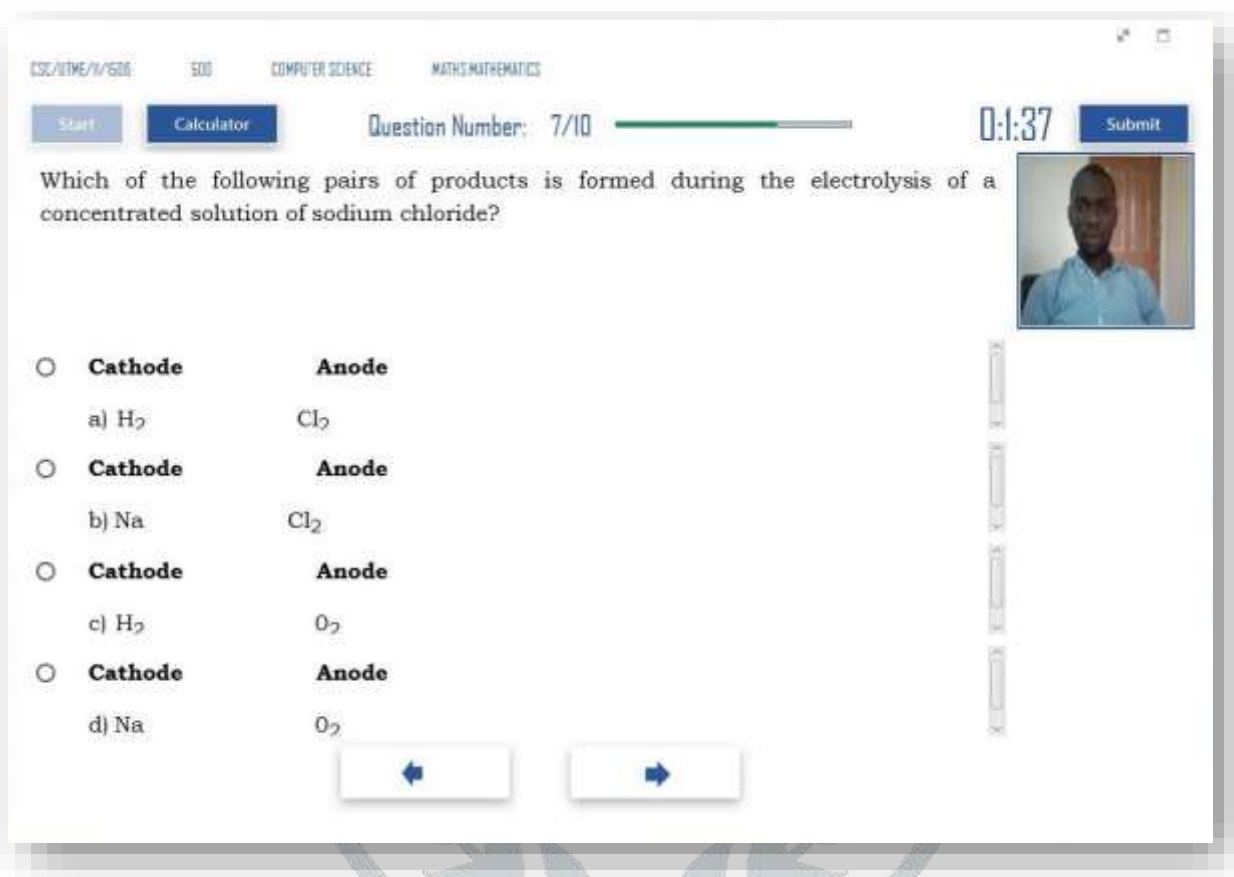 CSC/UTME/11/1506 500 COMPUTER SCIENCE MATHS MATHEMATICS
Start Calculator Question Number: 7/10 0:1:37 Submit
Which of the following pairs of products is formed during the electrolysis of a
concentrated solution of sodium chloride?
Cathode Anode
a) H₂ Cl₂
Cathode Anode
b) Na Cl₂
Cathode Anode
c) H₂ 0₂
Cathode Anode
d) Na 0₂